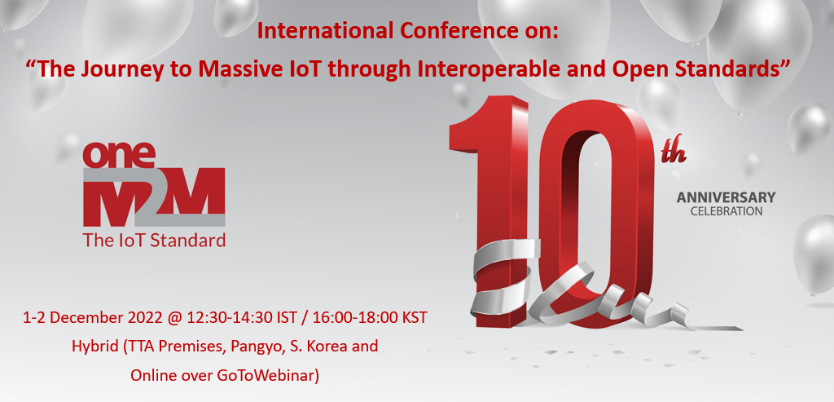 International Conference on:
“The Journey to Massive IoT through Interoperable and Open Standards”
one
M2M
The IoT Standard
10th
ANNIVERSARY
CELEBRATION
1-2 December 2022 @ 12:30-14:30 IST / 16:00-18:00 KST
Hybrid (TTA Premises, Pangyo, S. Korea and
Online over GoToWebinar)